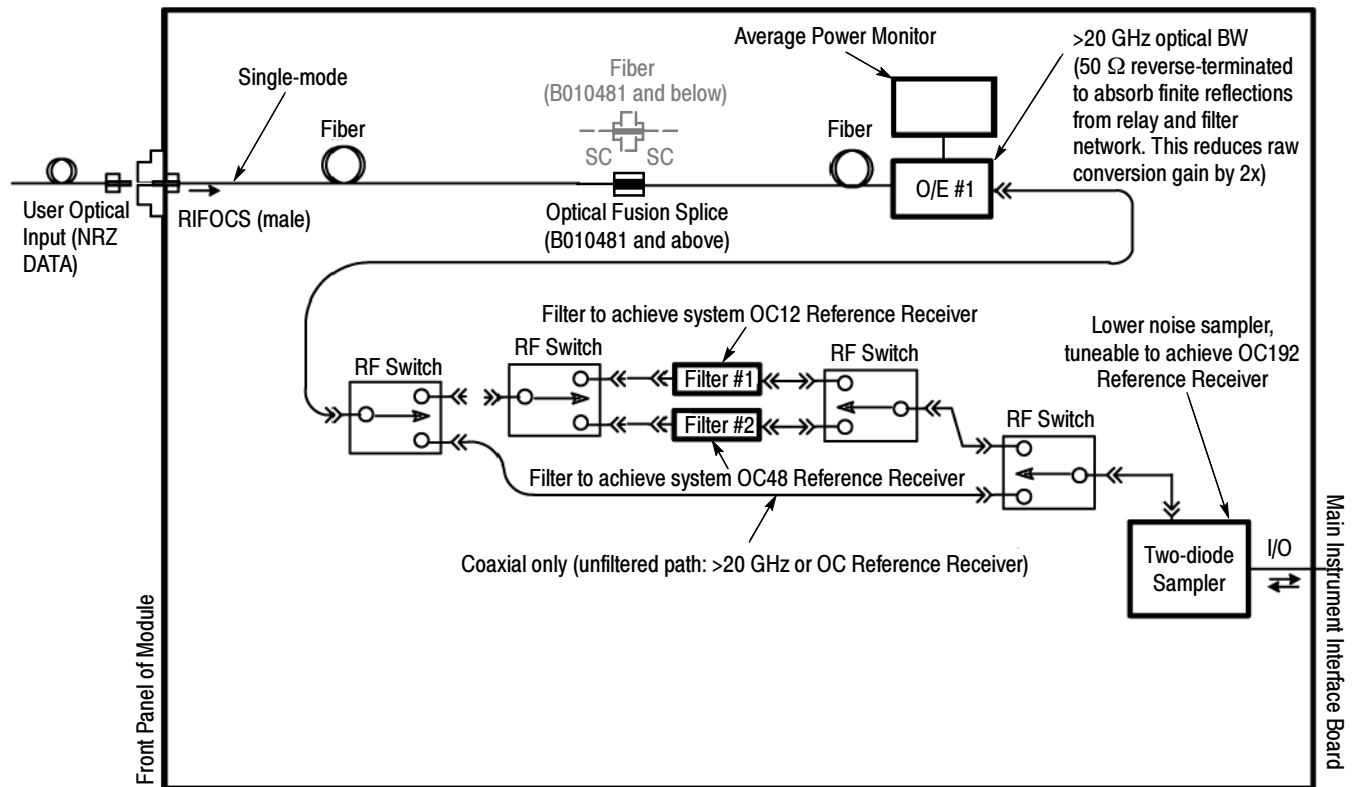 Average Power Monitor
>20 GHz optical BW
(50 Ω reverse-terminated
to absorb finite reflections
from relay and filter
network. This reduces raw
conversion gain by 2x)
Single-mode
Fiber
(B010481 and below)
Fiber
SC
SC
Fiber
O/E #1
User Optical
Input (NRZ
DATA)
RIFOCS (male)
Optical Fusion Splice
(B010481 and above)
Filter to achieve system OC12 Reference Receiver
Lower noise sampler,
tuneable to achieve OC192
Reference Receiver
RF Switch
RF Switch
Filter #1
RF Switch
Filter #2
RF Switch
Filter to achieve system OC48 Reference Receiver
Coaxial only (unfiltered path: >20 GHz or OC Reference Receiver)
Two-diode
Sampler
I/O
Front Panel of Module
Main Instrument Interface Board